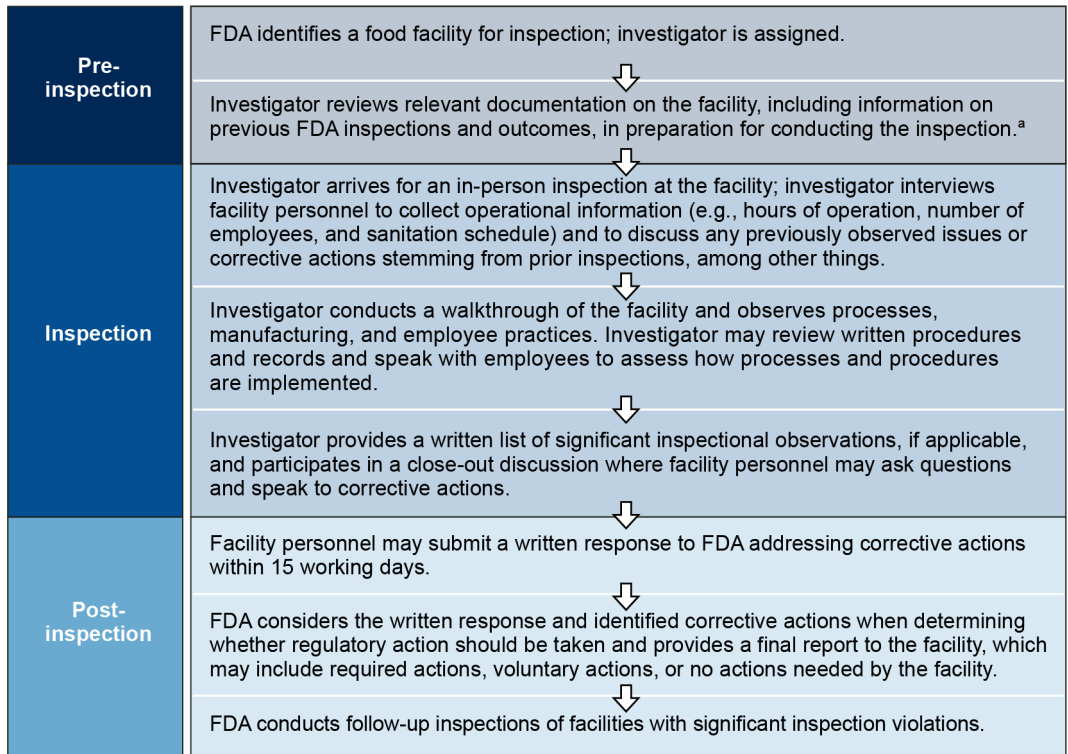 Pre-
inspection
FDA identifies a food facility for inspection; investigator is assigned.
Investigator reviews relevant documentation on the facility, including information on
previous FDA inspections and outcomes, in preparation for conducting the inspection.ᵃ
Inspection
Investigator arrives for an in-person inspection at the facility; investigator interviews
facility personnel to collect operational information (e.g., hours of operation, number of
employees, and sanitation schedule) and to discuss any previously observed issues or
corrective actions stemming from prior inspections, among other things.
Investigator conducts a walkthrough of the facility and observes processes,
manufacturing, and employee practices. Investigator may review written procedures
and records and speak with employees to assess how processes and procedures
are implemented.
Investigator provides a written list of significant inspectional observations, if applicable,
and participates in a close-out discussion where facility personnel may ask questions
and speak to corrective actions.
Post-
inspection
Facility personnel may submit a written response to FDA addressing corrective actions
within 15 working days.
FDA considers the written response and identified corrective actions when determining
whether regulatory action should be taken and provides a final report to the facility, which
may include required actions, voluntary actions, or no actions needed by the facility.
FDA conducts follow-up inspections of facilities with significant inspection violations.